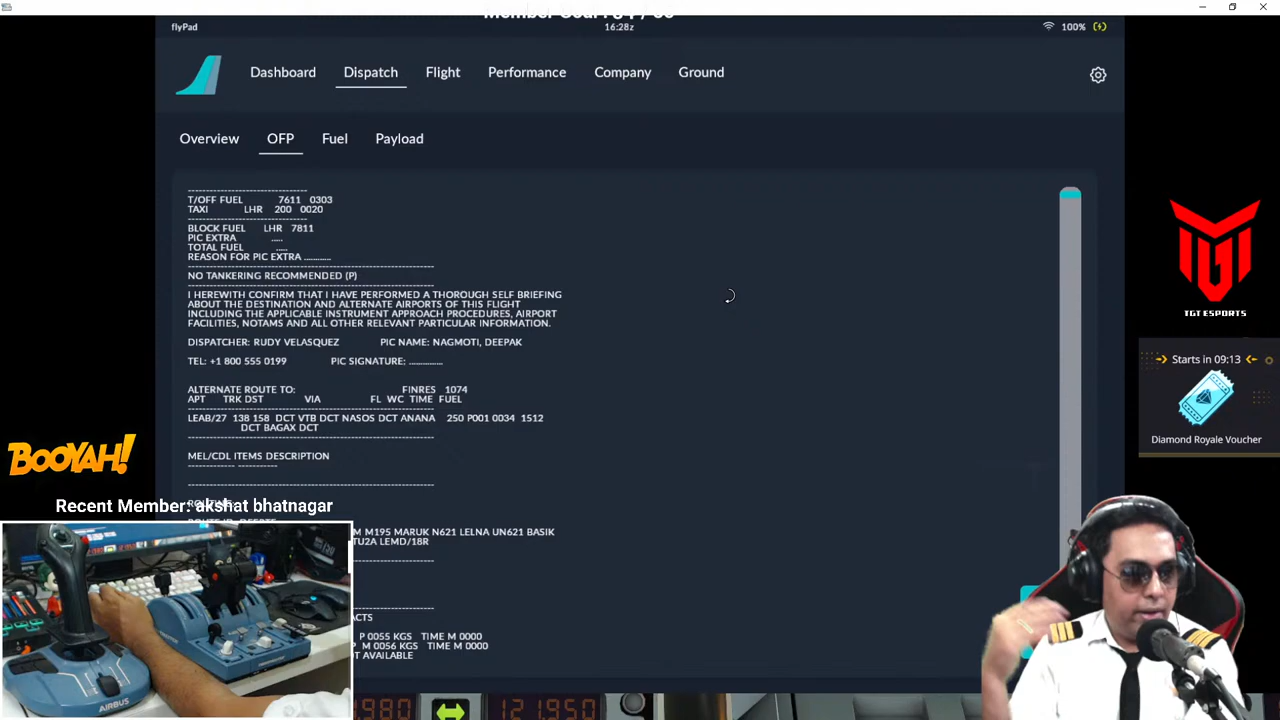 flyPad
16:28z
100%
Dashboard Dispatch Flight Performance Company Ground
Overview OFP Fuel Payload
T/OFF FUEL 7611 0303
TAXI LHR 200 0020
BLOCK FUEL LHR 7811
PIC EXTRA .....
TOTAL FUEL .....
REASON FOR PIC EXTRA ............
NO TANKERING RECOMMENDED (P)
I HEREWITH CONFIRM THAT I HAVE PERFORMED A THOROUGH SELF BRIEFING
ABOUT THE DESTINATION AND ALTERNATE AIRPORTS OF THIS FLIGHT
INCLUDING THE APPLICABLE INSTRUMENT APPROACH PROCEDURES, AIRPORT
FACILITIES, NOTAMS AND ALL OTHER RELEVANT PARTICULAR INFORMATION.
DISPATCHER: RUDY VELASQUEZ PIC NAME: NAGMOTI, DEEPAK
TEL: +1 800 555 0199 PIC SIGNATURE: ...............
ALTERNATE ROUTE TO: FINRES 1074
APT TRK DST VIA FL WC TIME FUEL
LEAB/27 138 158 DCT VTB DCT NASOS DCT ANANA 250 P001 0034 1512
DCT BAGAX DCT
MEL/CDL ITEMS DESCRIPTION
M M195 MARUK N621 LELNA UN621 BASIK
TU2A LEMD/18R
ACTS
P 0055 KGS TIME M 0000
M 0056 KGS TIME M 0000
T AVAILABLE
BOOYAH!
Recent Member: akshat bhatnagar
AIRBUS
TGT ESPORTS
Starts in 09:13
Diamond Royale Voucher
.980
121.950